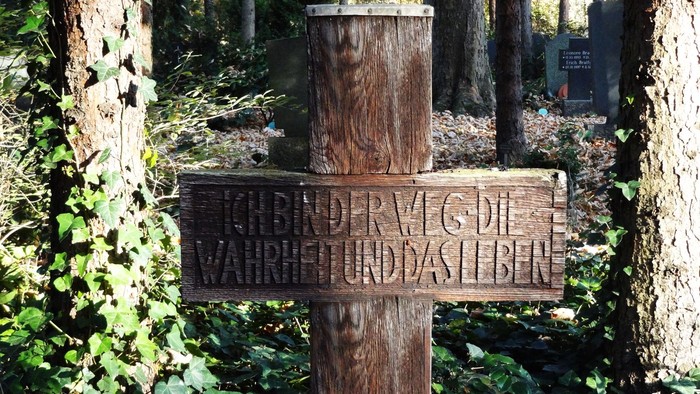 ICH BIN DER WEG · DIE
WAHRHEIT UND DAS LEBEN